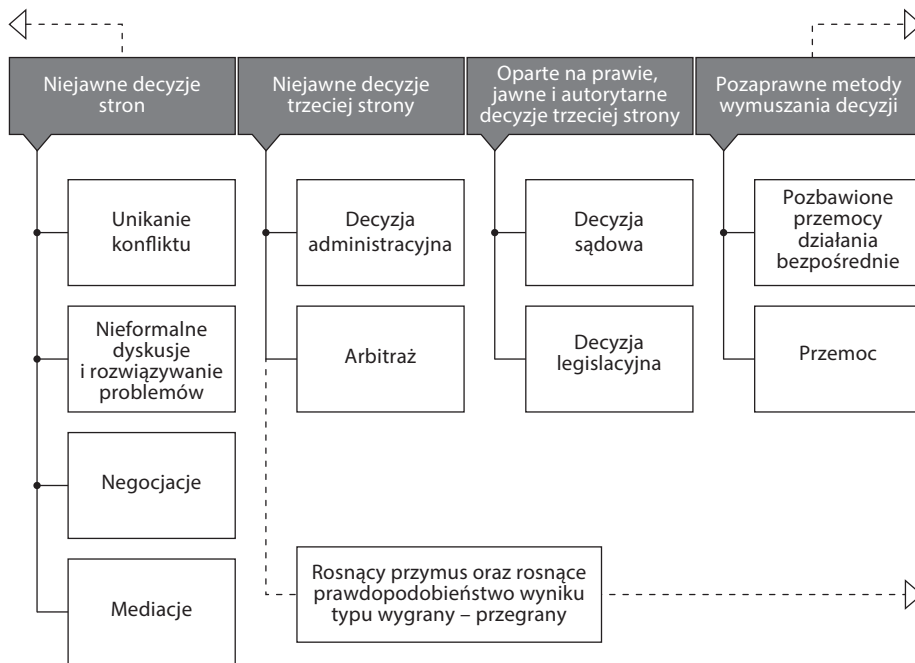 Niejawne decyzje
stron
Niejawne decyzje
trzeciej strony
Oparte na prawie,
jawne i autorytarne
decyzje trzeciej strony
Pozaprawne metody
wymuszania decyzji
Unikanie
konfliktu
Nieformalne
dyskusje
i rozwiązywanie
problemów
Negocjacje
Mediacje
Decyzja
administracyjna
Arbitraż
Decyzja
sądowa
Decyzja
legislacyjna
Pozbawione
przemocy
działania
bezpośrednie
Przemoc
Rosnący przymus oraz rosnące
prawdopodobieństwo wyniku
typu wygrany – przegrany